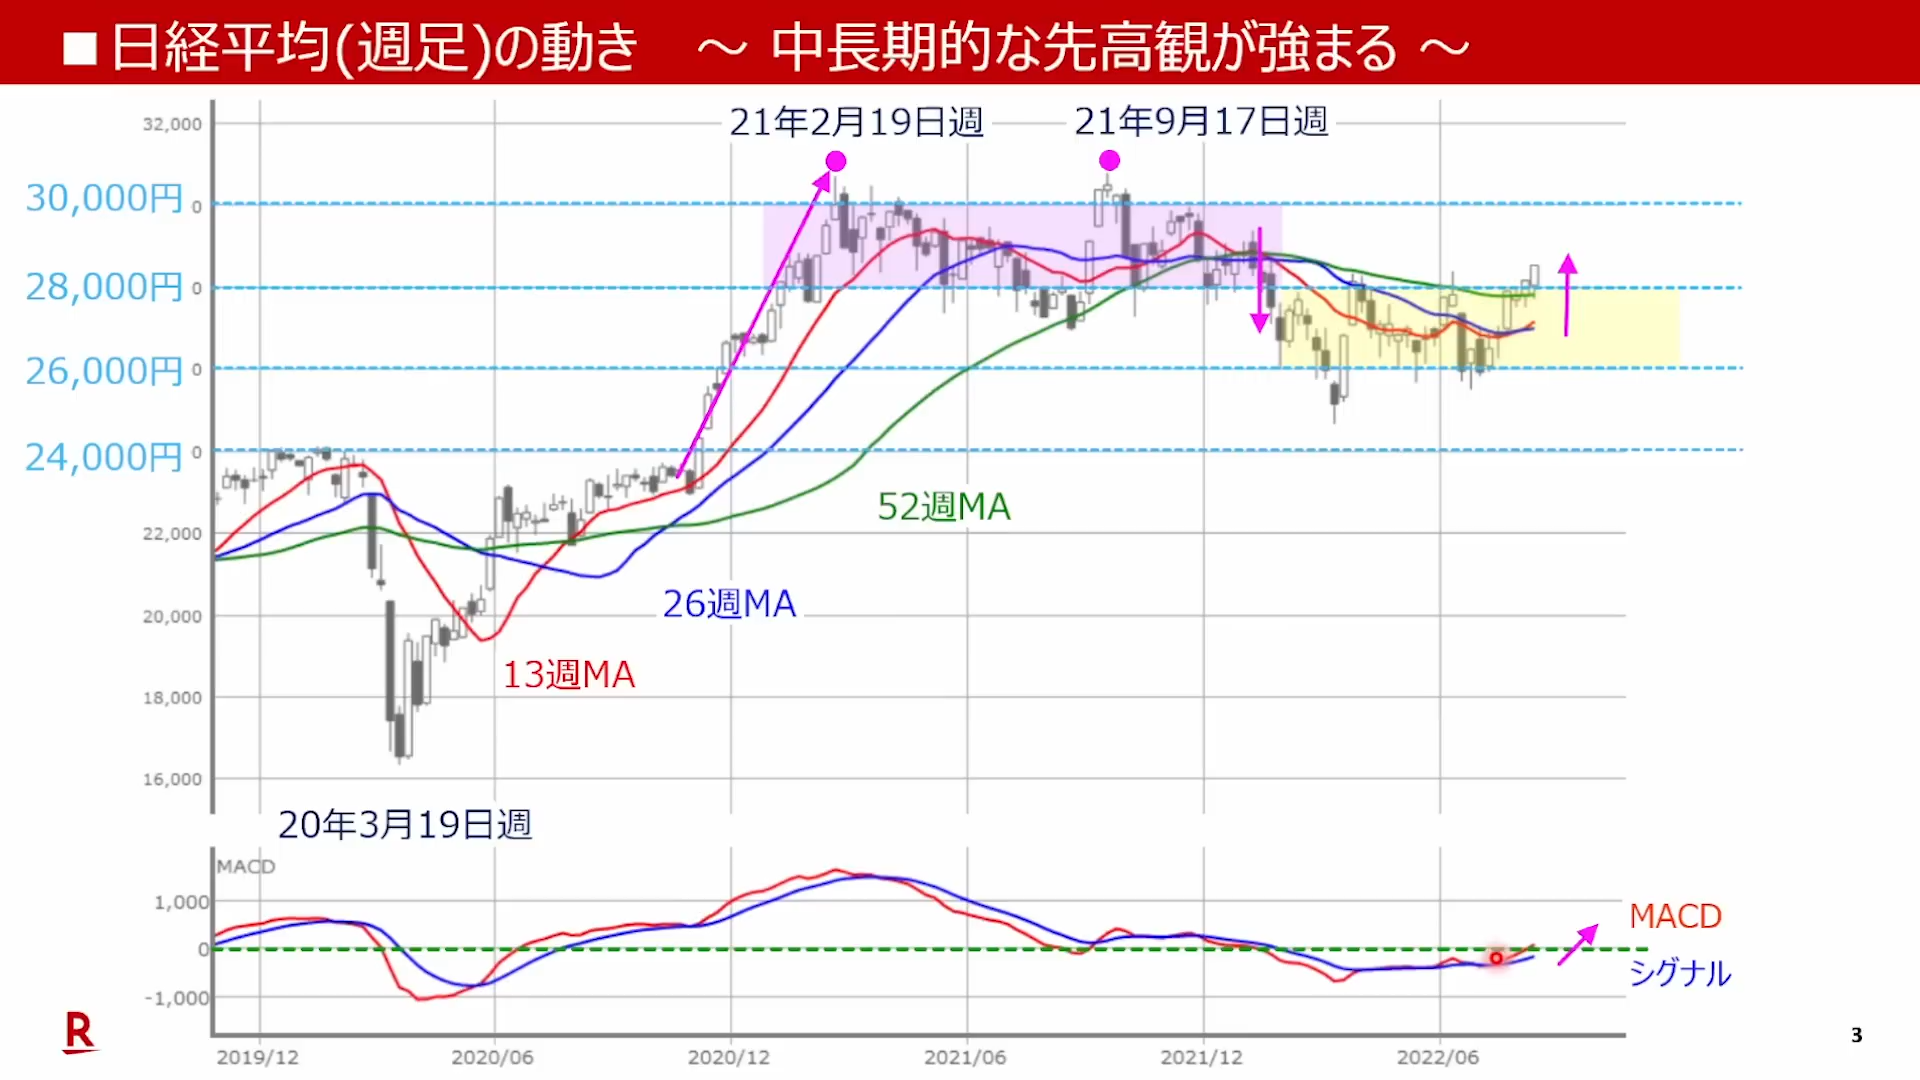 ■日経平均(週足)の動き　～ 中長期的な先高観が強まる ～
21年2月19日週
21年9月17日週
32,000
30,000円
0
28,000円
0
26,000円
0
24,000円
0
22,000
20,000
18,000
16,000
52週MA
26週MA
13週MA
20年3月19日週
MACD
1,000
0
-1,000
MACD
シグナル
2019/12
2020/06
2020/12
2021/06
2021/12
2022/06
R
3